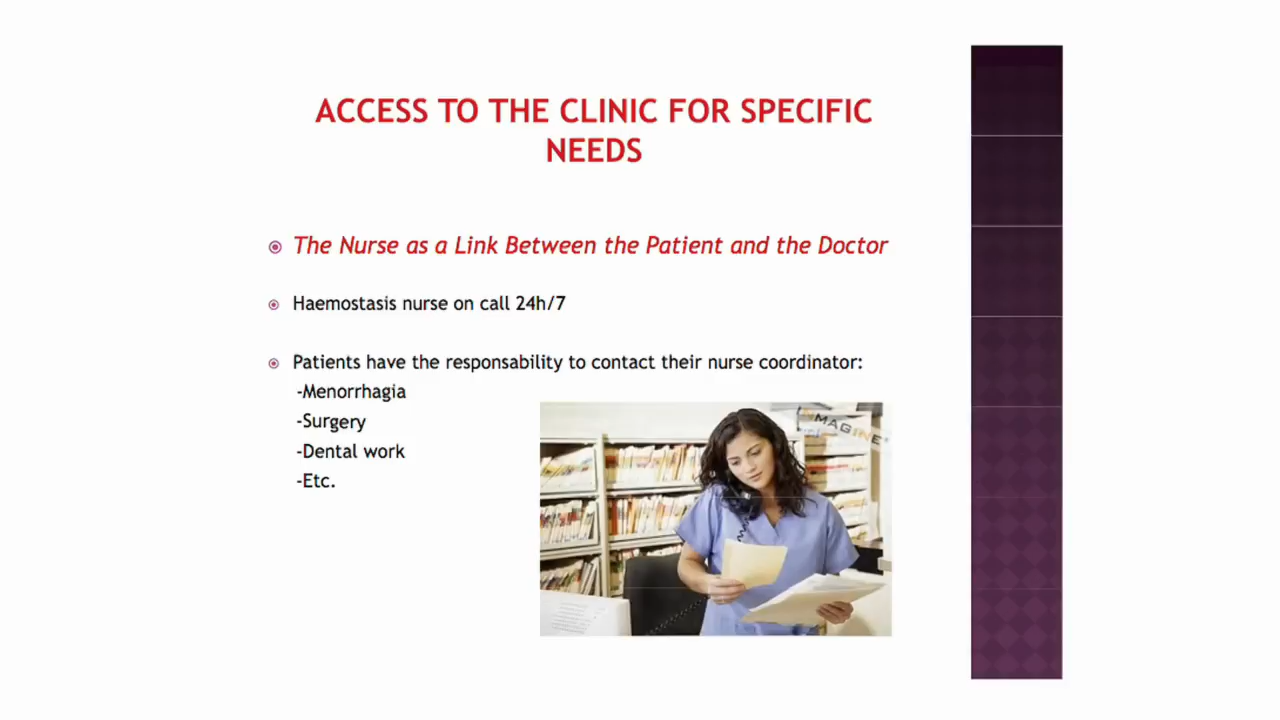 ACCESS TO THE CLINIC FOR SPECIFIC
NEEDS
The Nurse as a Link Between the Patient and the Doctor
Haemostasis nurse on call 24h/7
Patients have the responsability to contact their nurse coordinator:
-Menorrhagia
-Surgery
-Dental work
-Etc.